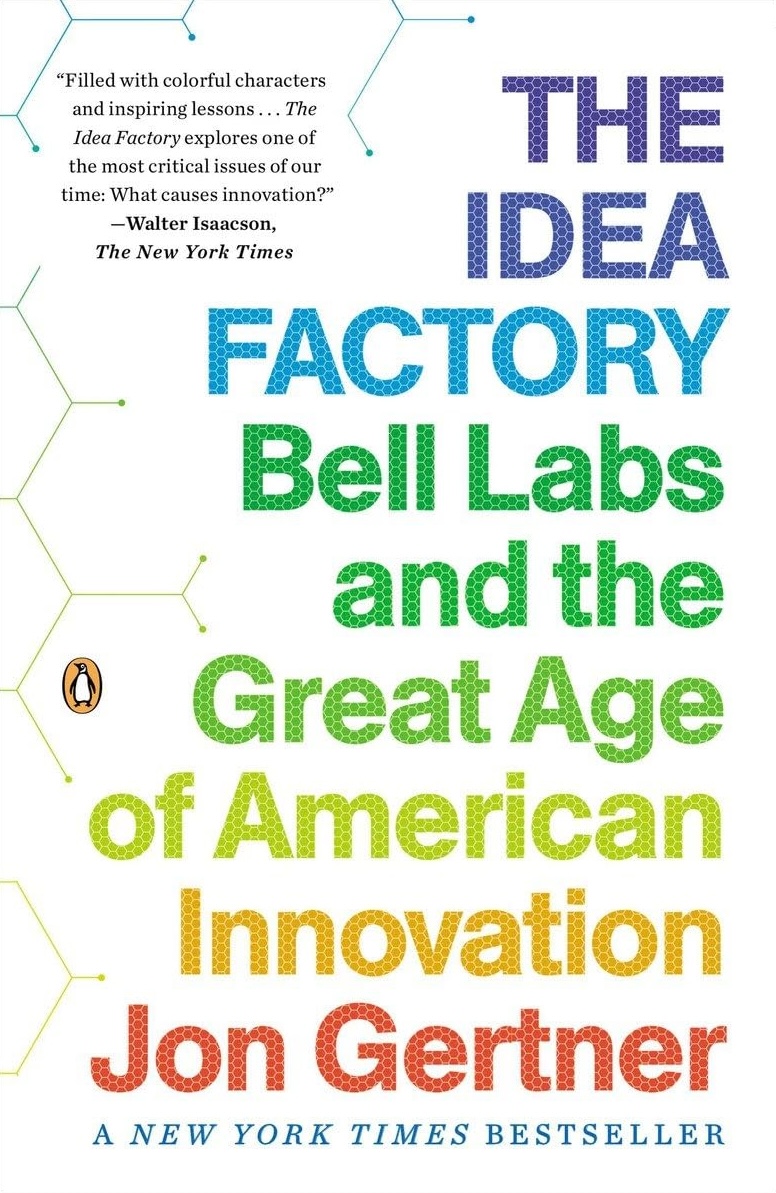 “Filled with colorful characters
and inspiring lessons . . . The
Idea Factory explores one of
the most critical issues of our
time: What causes innovation?”
—Walter Isaacson,
The New York Times
THE
IDEA
FACTORY
Bell Labs
and the
Great Age
of American
Innovation
Jon Gertner
A NEW YORK TIMES BESTSELLER